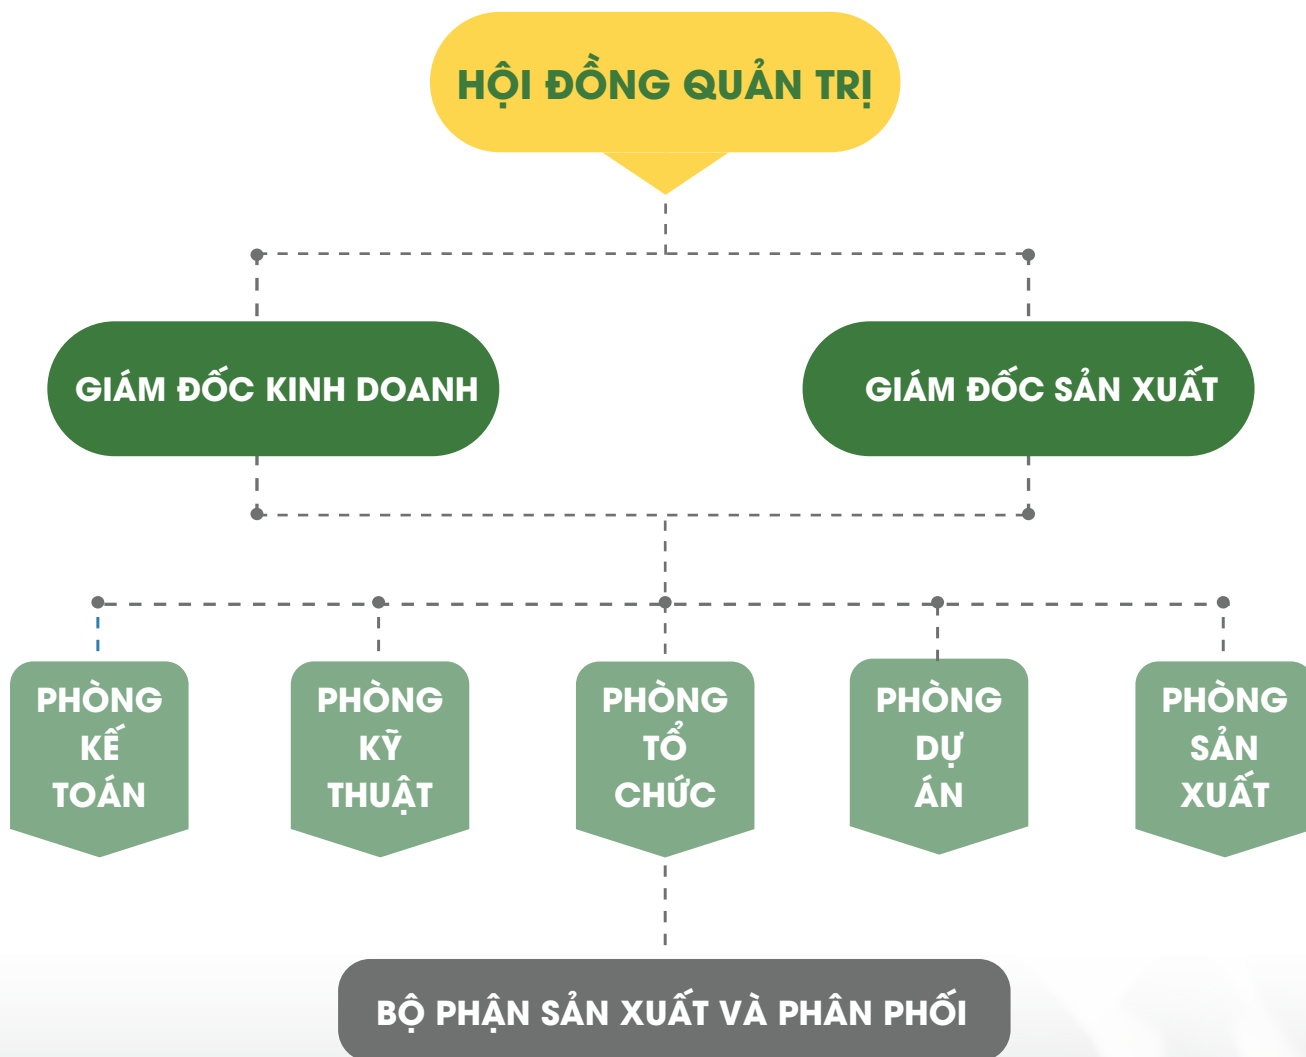 HỘI ĐỒNG QUẢN TRỊ
GIÁM ĐỐC KINH DOANH
GIÁM ĐỐC SẢN XUẤT
PHÒNG
KẾ
TOÁN
PHÒNG
KỸ
THUẬT
PHÒNG
TỔ
CHỨC
PHÒNG
DỰ
ÁN
PHÒNG
SẢN
XUẤT
BỘ PHẬN SẢN XUẤT VÀ PHÂN PHỐI